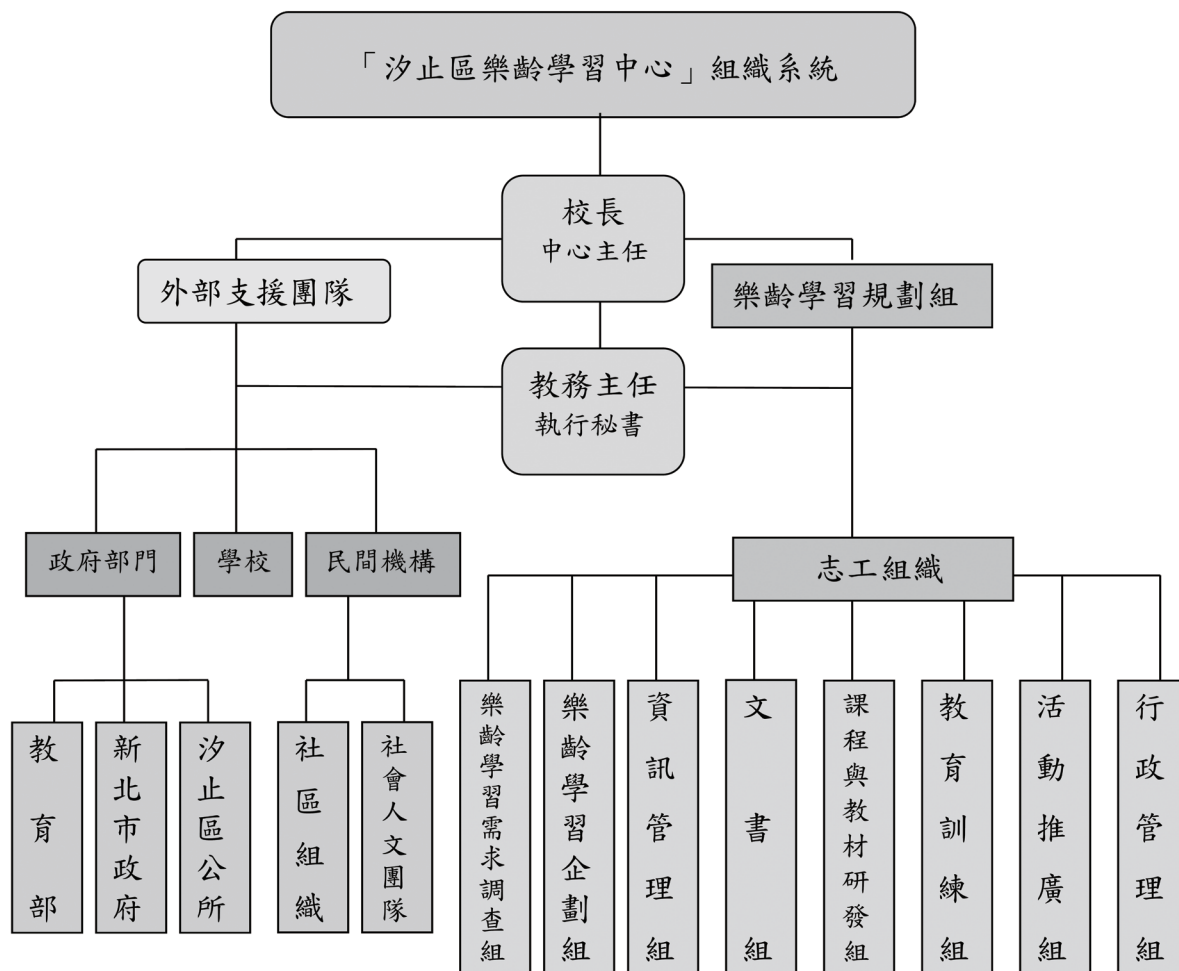 「汐止區樂齡學習中心」組織系統
校長
中心主任
外部支援團隊
樂齡學習規劃組
教務主任
執行秘書
政府部門
學校
民間機構
志工組織
教育部
新北市政府
汐止區公所
社區組織
社會人文團隊
樂齡學習需求調查組
樂齡學習企劃組
資訊管理組
文書組
課程與教材研發組
教育訓練組
活動推廣組
行政管理組